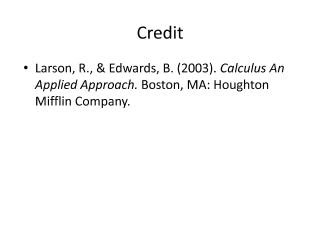 Credit
• Larson, R., & Edwards, B. (2003). Calculus An
Applied Approach. Boston, MA: Houghton
Mifflin Company.